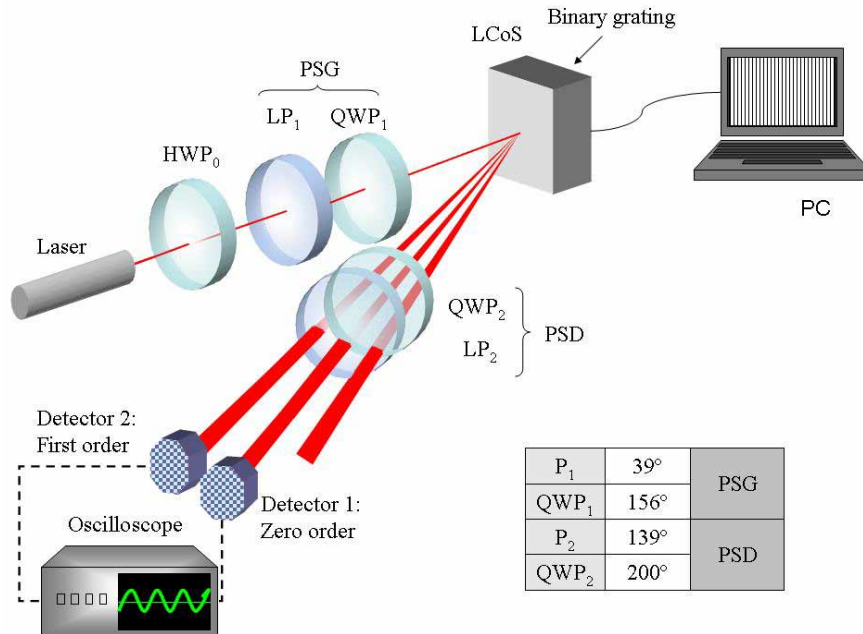 Binary grating
LCoS
PSG
LP1
QWP1
HWP0
Laser
PC
QWP2
LP2
PSD
Detector 2:
First order
Detector 1:
Zero order
Oscilloscope
P1 39° PSG
QWP1 156°
P2 139° PSD
QWP2 200°